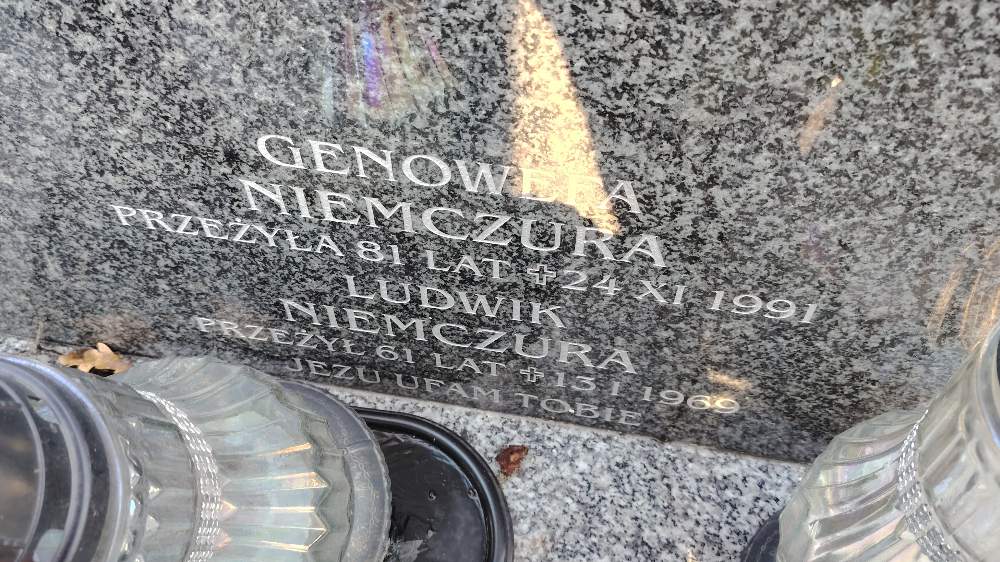 GENOWEFA
NIEMCZURA
PRZEŻYŁA 81 LAT ✝ 24 XI 1991
LUDWIK
NIEMCZURA
PRZEŻYŁ 61 LAT ✝ 13 I 1969
JEZU UFAM TOBIE